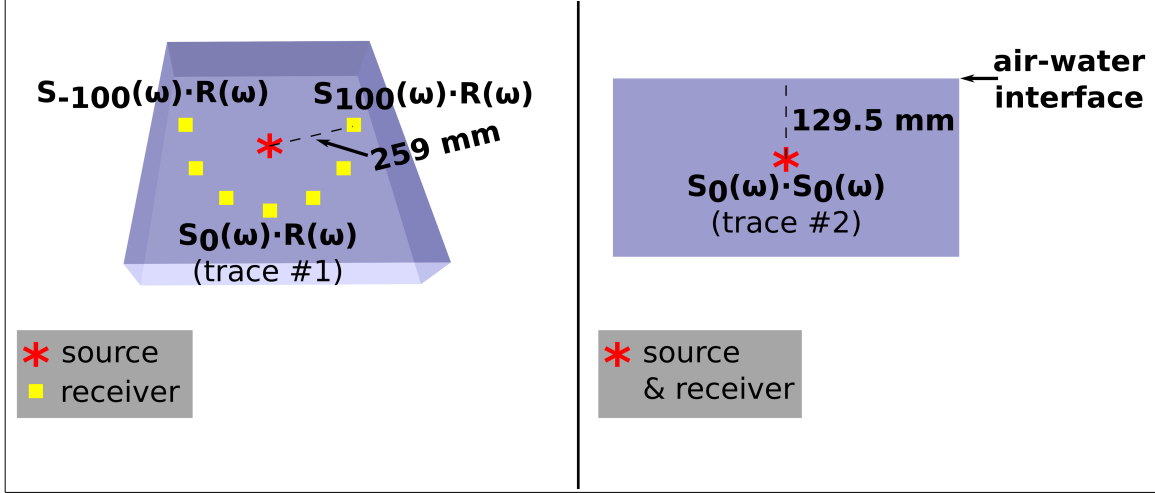 S-100(ω)·R(ω)
S100(ω)·R(ω)
259 mm
S0(ω)·R(ω)
(trace #1)
source
receiver
air-water
interface
129.5 mm
S0(ω)·S0(ω)
(trace #2)
source
& receiver